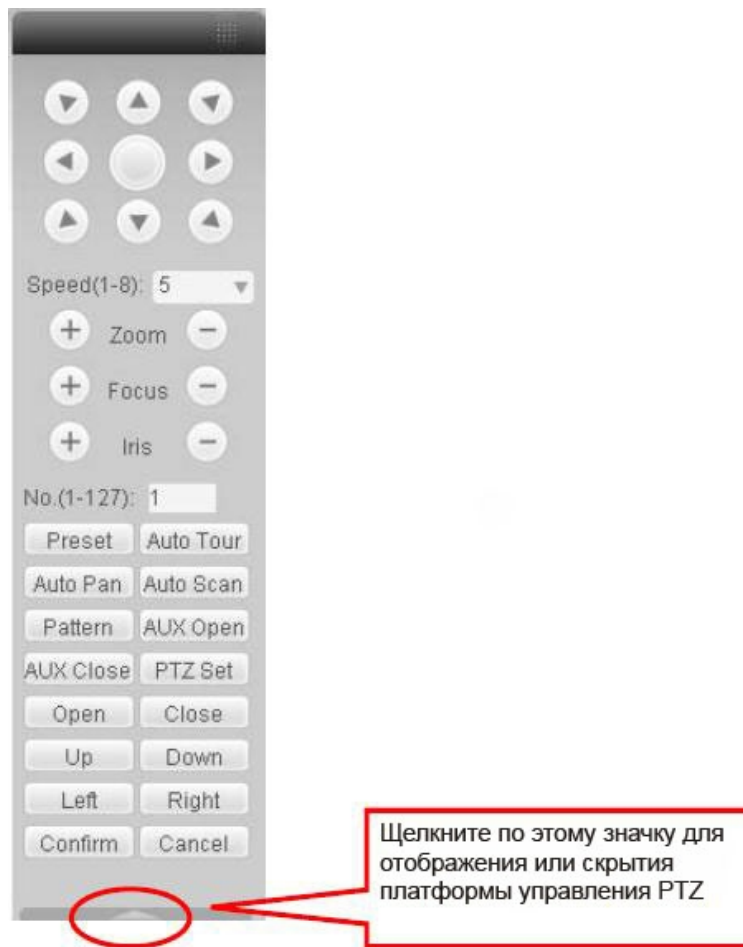 Speed(1-8): 5
+ Zoom −
+ Focus −
+ Iris −
No.(1-127): 1
Preset Auto Tour
Auto Pan Auto Scan
Pattern AUX Open
AUX Close PTZ Set
Open Close
Up Down
Left Right
Confirm Cancel
Щелкните по этому значку для
отображения или скрытия
платформы управления PTZ